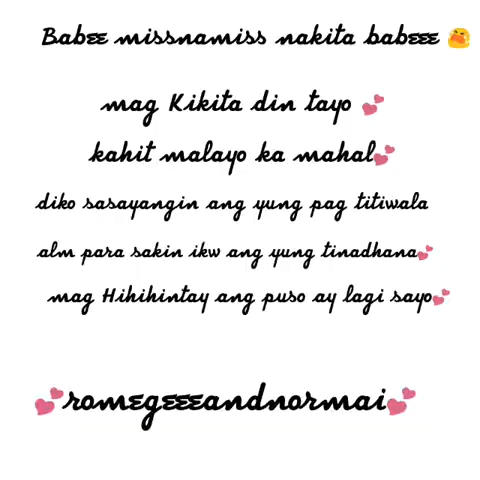 Babee missnamiss nakita babeee 😫
mag Kikita din tayo 💕
kahit malayo ka mahal💕
diko sasayangin ang yung pag titiwala
alm para sakin ikw ang yung tinadhana💕
mag Hihihintay ang puso ay lagi sayo💕
💕romegeeeandnormai💕